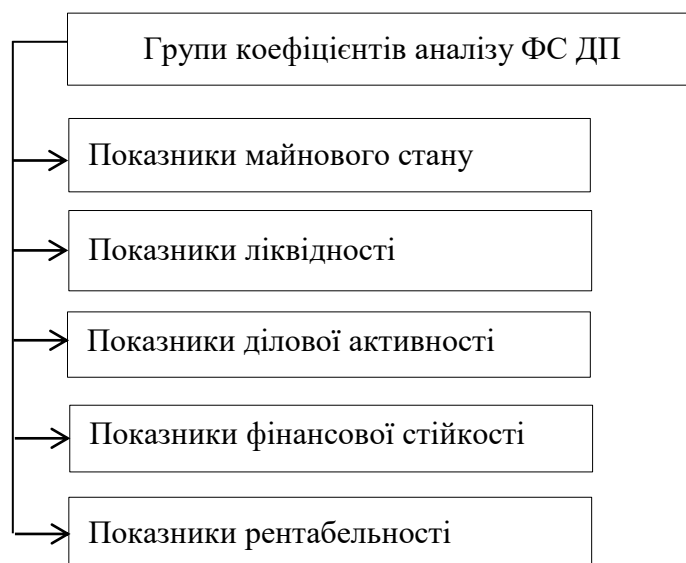 Групи коефіцієнтів аналізу ФС ДП
Показники майнового стану
Показники ліквідності
Показники ділової активності
Показники фінансової стійкості
Показники рентабельності